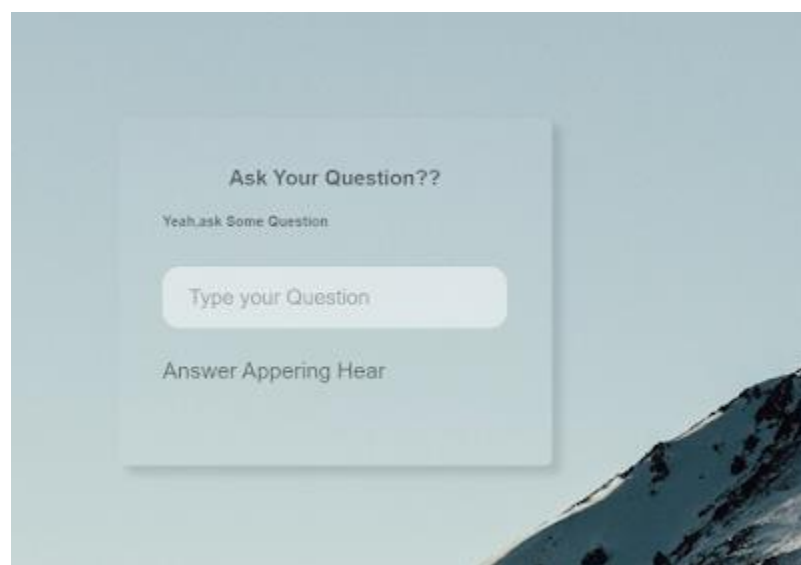 Ask Your Question??
Yeah,ask Some Question
Type your Question
Answer Appering Hear